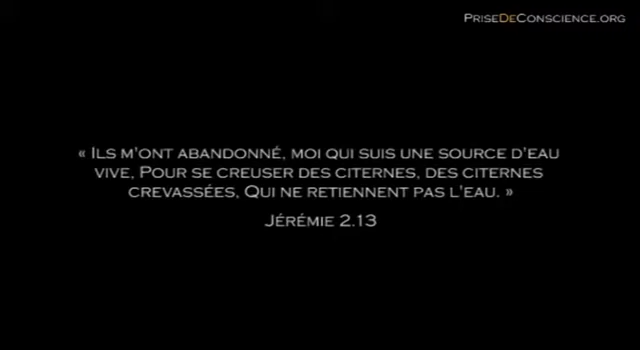 PriseDeConscience.org
« Ils m'ont abandonné, moi qui suis une source d'eau
vive, Pour se creuser des citernes, des citernes
crevassées, Qui ne retiennent pas l'eau. »
Jérémie 2.13